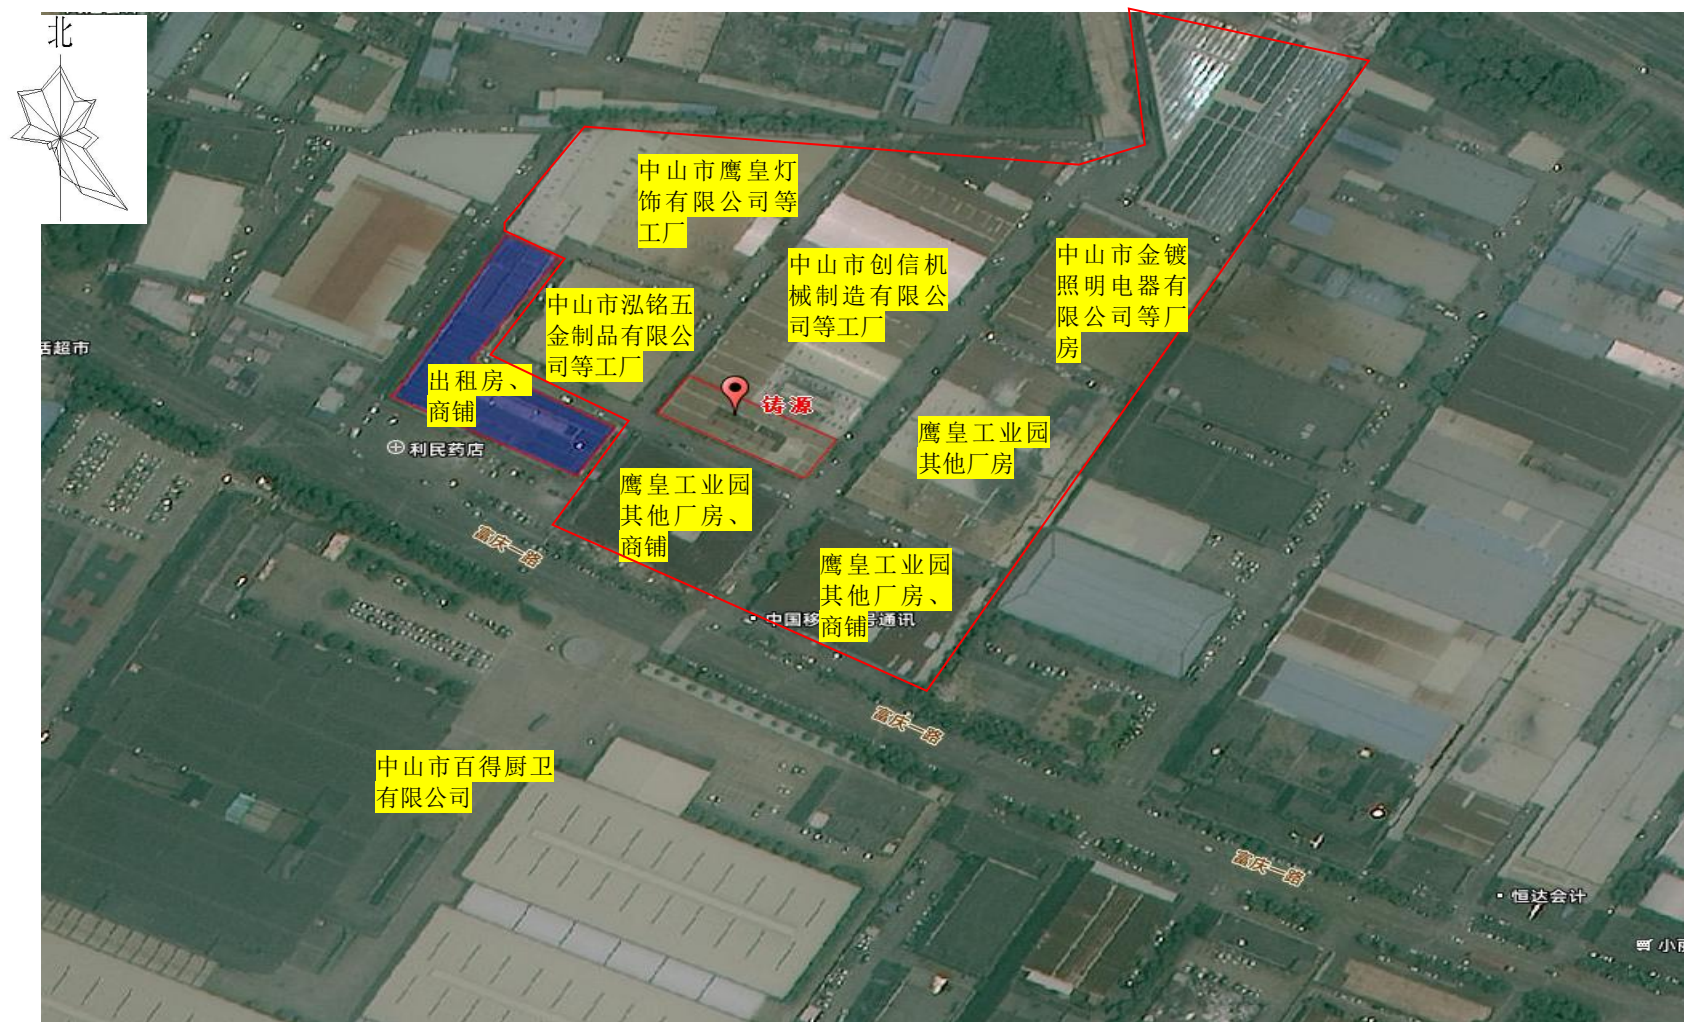 北
中山市鹰皇灯
饰有限公司等
工厂
中山市创信机
械制造有限公
司等工厂
中山市金镀
照明电器有
限公司等厂
房
中山市泓铭五
金制品有限公
司等工厂
活超市
出租房、
商铺
铸源
利民药店
鹰皇工业园
其他厂房
鹰皇工业园
其他厂房、
商铺
富庆一路
鹰皇工业园
其他厂房、
商铺
中国移
号通讯
富庆一路
中山市百得厨卫
有限公司
富庆一路
恒达会计
小